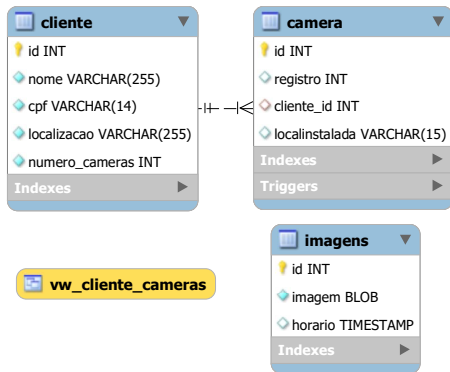 cliente
id INT
nome VARCHAR(255)
cpf VARCHAR(14)
localizacao VARCHAR(255)
numero_cameras INT
Indexes
camera
id INT
registro INT
cliente_id INT
localinstalada VARCHAR(15)
Indexes
Triggers
vw_cliente_cameras
imagens
id INT
imagem BLOB
horario TIMESTAMP
Indexes